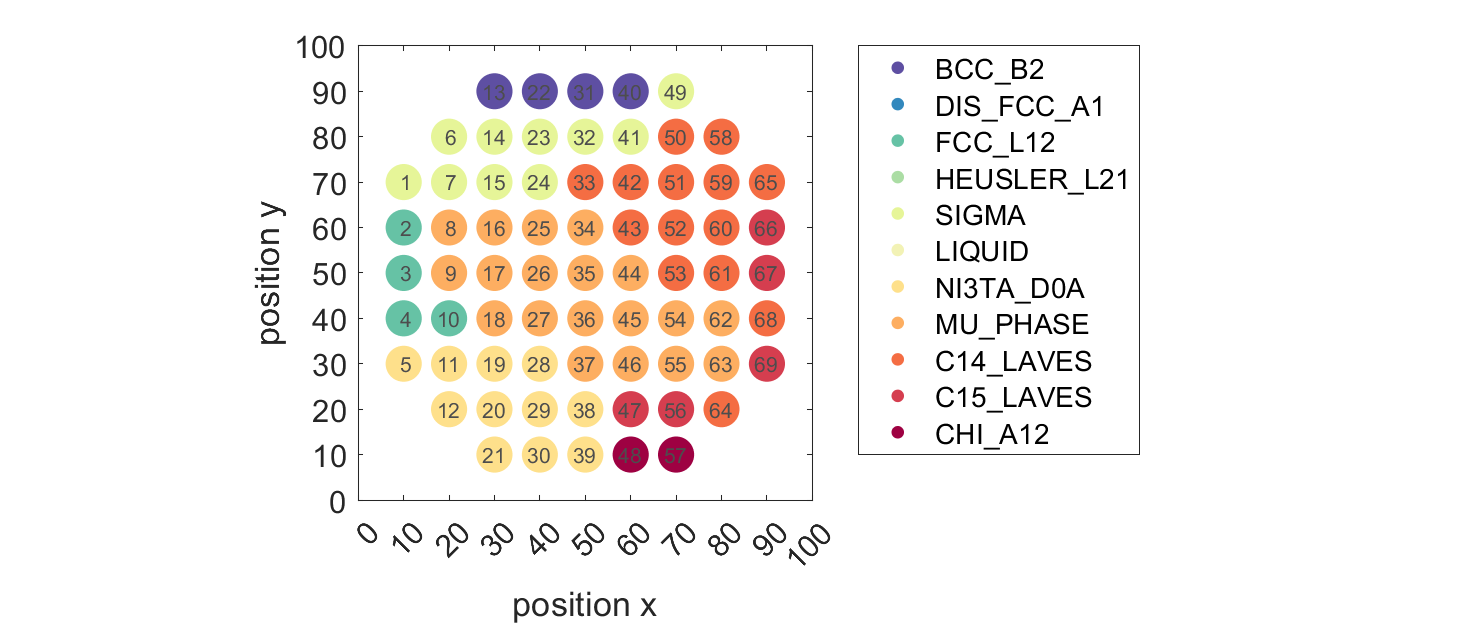 100
90
80
70
60
50
40
30
20
10
0
position y
13 22 31 40 49
6 14 23 32 41 50 58
1 7 15 24 33 42 51 59 65
2 8 16 25 34 43 52 60 66
3 9 17 26 35 44 53 61 67
4 10 18 27 36 45 54 62 68
5 11 19 28 37 46 55 63 69
12 20 29 38 47 56 64
21 30 39 48 57
0 10 20 30 40 50 60 70 80 90 100
position x
BCC_B2
DIS_FCC_A1
FCC_L12
HEUSLER_L21
SIGMA
LIQUID
NI3TA_D0A
MU_PHASE
C14_LAVES
C15_LAVES
CHI_A12